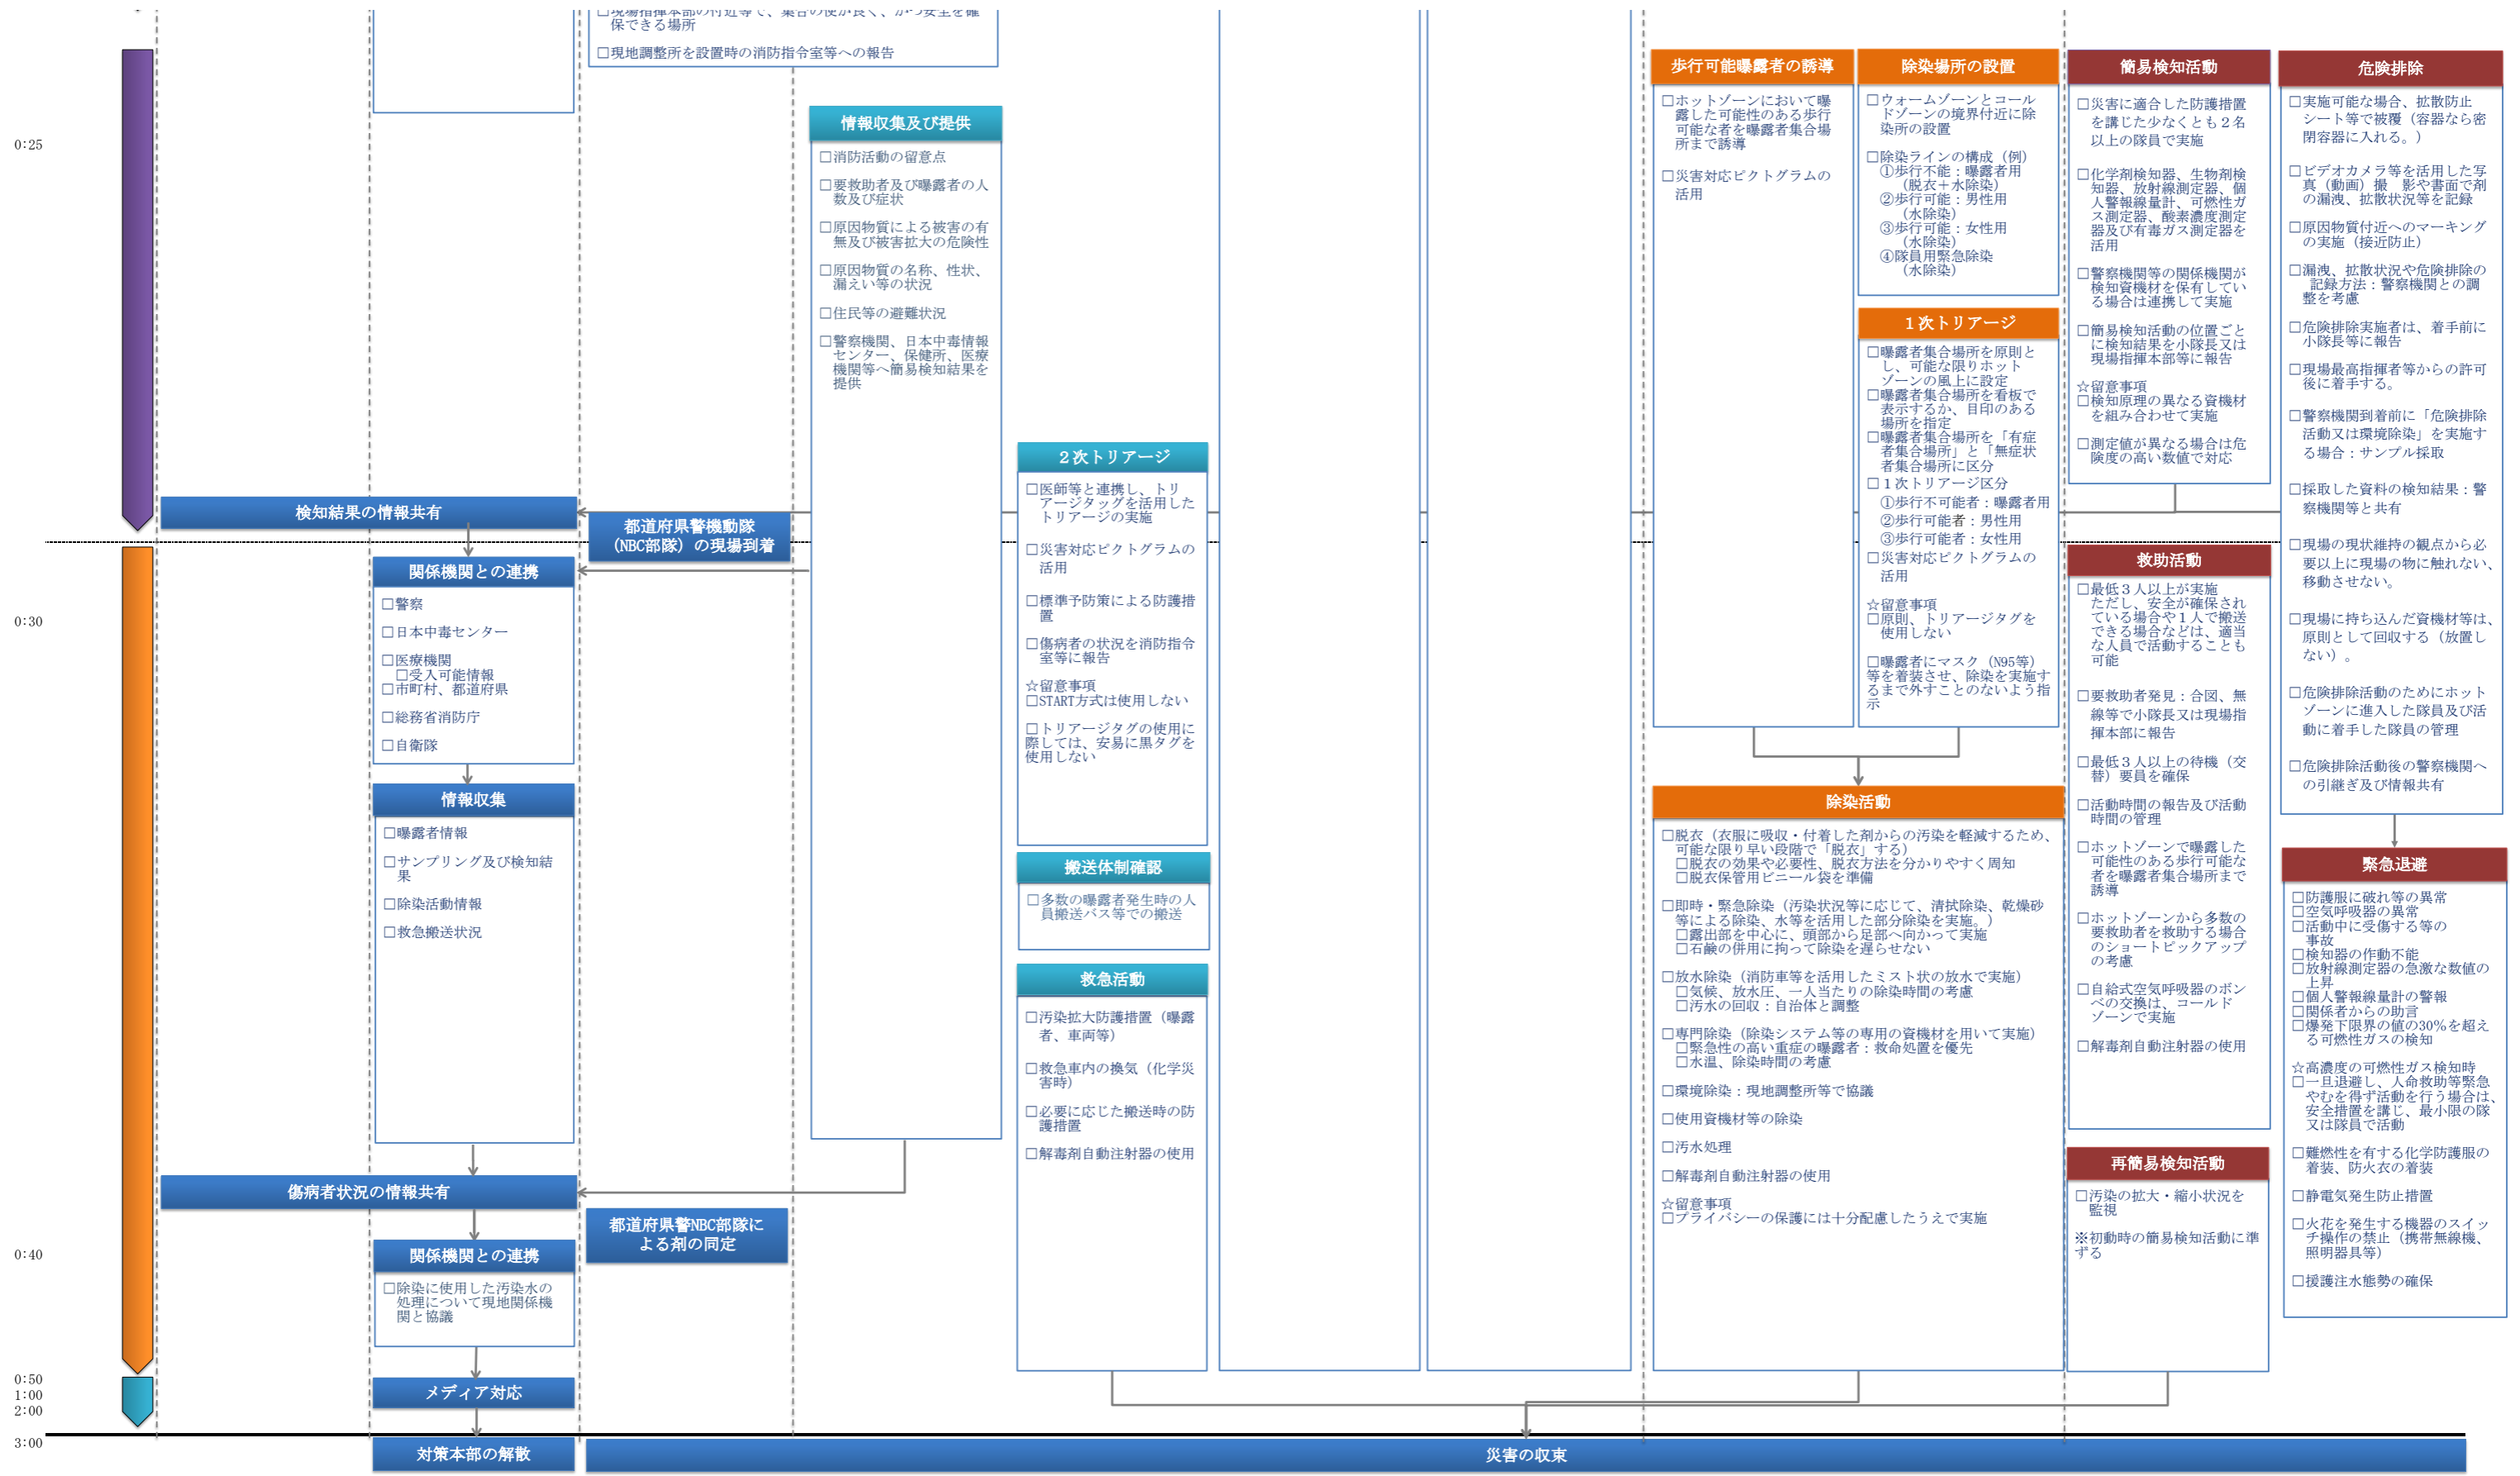 保できる場所
□現地調整所を設置時の消防指令室等への報告
0:25
0:30
0:40
0:50
1:00
2:00
3:00
検知結果の情報共有
関係機関との連携
□警察
□日本中毒センター
□医療機関
□受入可能情報
□市町村、都道府県
□総務省消防庁
□自衛隊
情報収集
□曝露者情報
□サンプリング及び検知結
果
□除染活動情報
□救急搬送状況
傷病者状況の情報共有
関係機関との連携
□除染に使用した汚染水の
処理について現地関係機
関と協議
メディア対応
対策本部の解散
都道府県警機動隊
（NBC部隊）の現場到着
都道府県警NBC部隊に
よる剤の同定
情報収集及び提供
□消防活動の留意点
□要救助者及び曝露者の人
数及び症状
□原因物質による被害の有
無及び被害拡大の危険性
□原因物質の名称、性状、
漏えい等の状況
□住民等の避難状況
□警察機関、日本中毒情報
センター、保健所、医療
機関等へ簡易検知結果を
提供
２次トリアージ
□医師等と連携し、トリ
アージタッグを活用した
トリアージの実施
□災害対応ピクトグラムの
活用
□標準予防策による防護措
置
□傷病者の状況を消防指令
室等に報告
☆留意事項
□START方式は使用しない
□トリアージタグの使用に
際しては、安易に黒タグを
使用しない
搬送体制確認
□多数の曝露者発生時の人
員搬送バス等での搬送
救急活動
□汚染拡大防護措置（曝露
者、車両等）
□救急車内の換気（化学災
害時）
□必要に応じた搬送時の防
護措置
□解毒剤自動注射器の使用
歩行可能曝露者の誘導
□ホットゾーンにおいて曝
露した可能性のある歩行
可能な者を曝露者集合場
所まで誘導
□災害対応ピクトグラムの
活用
除染場所の設置
□ウォームゾーンとコール
ドゾーンの境界付近に除
染所の設置
□除染ラインの構成（例）
①歩行不能：曝露者用
（脱衣＋水除染）
②歩行可能：男性用
（水除染）
③歩行可能：女性用
（水除染）
④隊員用緊急除染
（水除染）
１次トリアージ
□曝露者集合場所を原則と
し、可能な限りホット
ゾーンの風上に設定
□曝露者集合場所を看板で
表示するか、目印のある
場所を指定
□曝露者集合場所を「有症
者集合場所」と「無症状
者集合場所に区分
□１次トリアージ区分
①歩行不可能者：曝露者用
②歩行可能者：男性用
③歩行可能者：女性用
□災害対応ピクトグラムの
活用
☆留意事項
□原則、トリアージタグを
使用しない
□曝露者にマスク（N95等）
等を着装させ、除染を実施す
るまで外すことのないよう指
示
除染活動
□脱衣（衣服に吸収・付着した剤からの汚染を軽減するため、
可能な限り早い段階で「脱衣」する）
□脱衣の効果や必要性、脱衣方法を分かりやすく周知
□脱衣保管用ビニール袋を準備
□即時・緊急除染（汚染状況等に応じて、清拭除染、乾燥砂
等による除染、水等を活用した部分除染を実施。）
□露出部を中心に、頭部から足部へ向かって実施
□石鹸の併用に拘って除染を遅らせない
□放水除染（消防車等を活用したミスト状の放水で実施）
□気候、放水圧、一人当たりの除染時間の考慮
□汚水の回収：自治体と調整
□専門除染（除染システム等の専用の資機材を用いて実施）
□緊急性の高い重症の曝露者：救命処置を優先
□水温、除染時間の考慮
□環境除染：現地調整所等で協議
□使用資機材等の除染
□汚水処理
□解毒剤自動注射器の使用
☆留意事項
□プライバシーの保護には十分配慮したうえで実施
簡易検知活動
□災害に適合した防護措置
を講じた少なくとも２名
以上の隊員で実施
□化学剤検知器、生物剤検
知器、放射線測定器、個
人警報線量計、可燃性ガ
ス測定器、酸素濃度測定
器及び有毒ガス測定器を
活用
□警察機関等の関係機関が
検知資機材を保有してい
る場合は連携して実施
□簡易検知活動の位置ごと
に検知結果を小隊長又は
現場指揮本部等に報告
☆留意事項
□検知原理の異なる資機材
を組み合わせて実施
□測定値が異なる場合は危
険度の高い数値で対応
救助活動
□最低３人以上が実施
ただし、安全が確保され
ている場合や１人で搬送
できる場合などは、適当
な人員で活動することも
可能
□要救助者発見：合図、無
線等で小隊長又は現場指
揮本部に報告
□最低３人以上の待機（交
替）要員を確保
□活動時間の報告及び活動
時間の管理
□ホットゾーンで曝露した
可能性のある歩行可能な
者を曝露者集合場所まで
誘導
□ホットゾーンから多数の
要救助者を救助する場合
のショートピックアップ
の考慮
□自給式空気呼吸器のボン
ベの交換は、コールド
ゾーンで実施
□解毒剤自動注射器の使用
再簡易検知活動
□汚染の拡大・縮小状況を
監視
※初動時の簡易検知活動に準
ずる
危険排除
□実施可能な場合、拡散防止
シート等で被覆（容器なら密
閉容器に入れる。）
□ビデオカメラ等を活用した写
真（動画）撮　影や書面で剤
の漏洩、拡散状況等を記録
□原因物質付近へのマーキング
の実施（接近防止）
□漏洩、拡散状況や危険排除の
記録方法：警察機関との調
整を考慮
□危険排除実施者は、着手前に
小隊長等に報告
□現場最高指揮者等からの許可
後に着手する。
□警察機関到着前に「危険排除
活動又は環境除染」を実施す
る場合：サンプル採取
□採取した資料の検知結果：警
察機関等と共有
□現場の現状維持の観点から必
要以上に現場の物に触れない、
移動させない。
□現場に持ち込んだ資機材等は、
原則として回収する（放置し
ない）。
□危険排除活動のためにホット
ゾーンに進入した隊員及び活
動に着手した隊員の管理
□危険排除活動後の警察機関へ
の引継ぎ及び情報共有
緊急退避
□防護服に破れ等の異常
□空気呼吸器の異常
□活動中に受傷する等の
事故
□検知器の作動不能
□放射線測定器の急激な数値の
上昇
□個人警報線量計の警報
□関係者からの助言
□爆発下限界の値の30％を超え
る可燃性ガスの検知
☆高濃度の可燃性ガス検知時
□一旦退避し、人命救助等緊急
やむを得ず活動を行う場合は、
安全措置を講じ、最小限の隊
又は隊員で活動
□難燃性を有する化学防護服の
着装、防火衣の着装
□静電気発生防止措置
□火花を発生する機器のスイッ
チ操作の禁止（携帯無線機、
照明器具等）
□援護注水態勢の確保
災害の収束